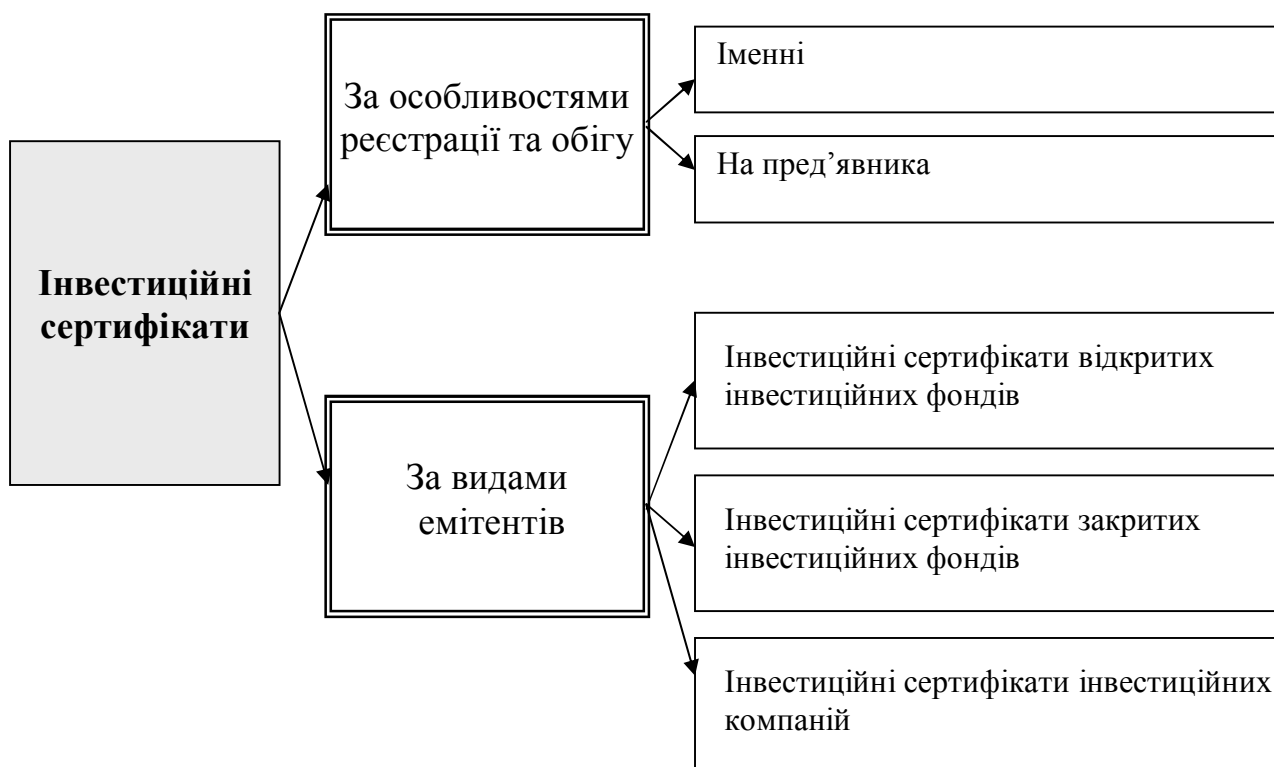 Інвестиційні
сертифікати
За особливостями
реєстрації та обігу
Іменні
На пред’явника
За видами
емітентів
Інвестиційні сертифікати відкритих
інвестиційних фондів
Інвестиційні сертифікати закритих
інвестиційних фондів
Інвестиційні сертифікати інвестиційних
компаній